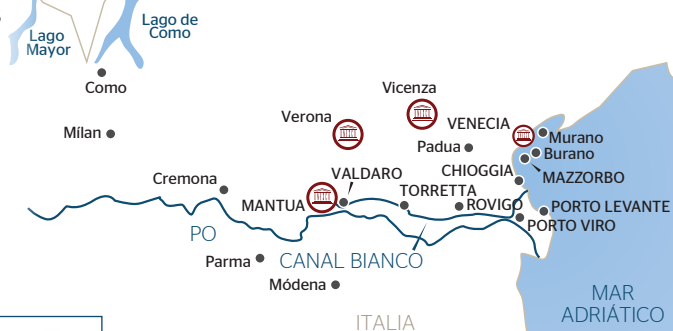 Lago
Mayor
Lago de
Como
Como
Mílan
Verona
Vicenza
VENECIA
Padua
Murano
Burano
MAZZORBO
CHIOGGIA
Cremona
VALDARO
MANTUA
TORRETTA
ROVIGO
PORTO LEVANTE
PORTO VIRO
PO
Parma
CANAL BIANCO
Módena
MAR
ADRIÁTICO
ITALIA